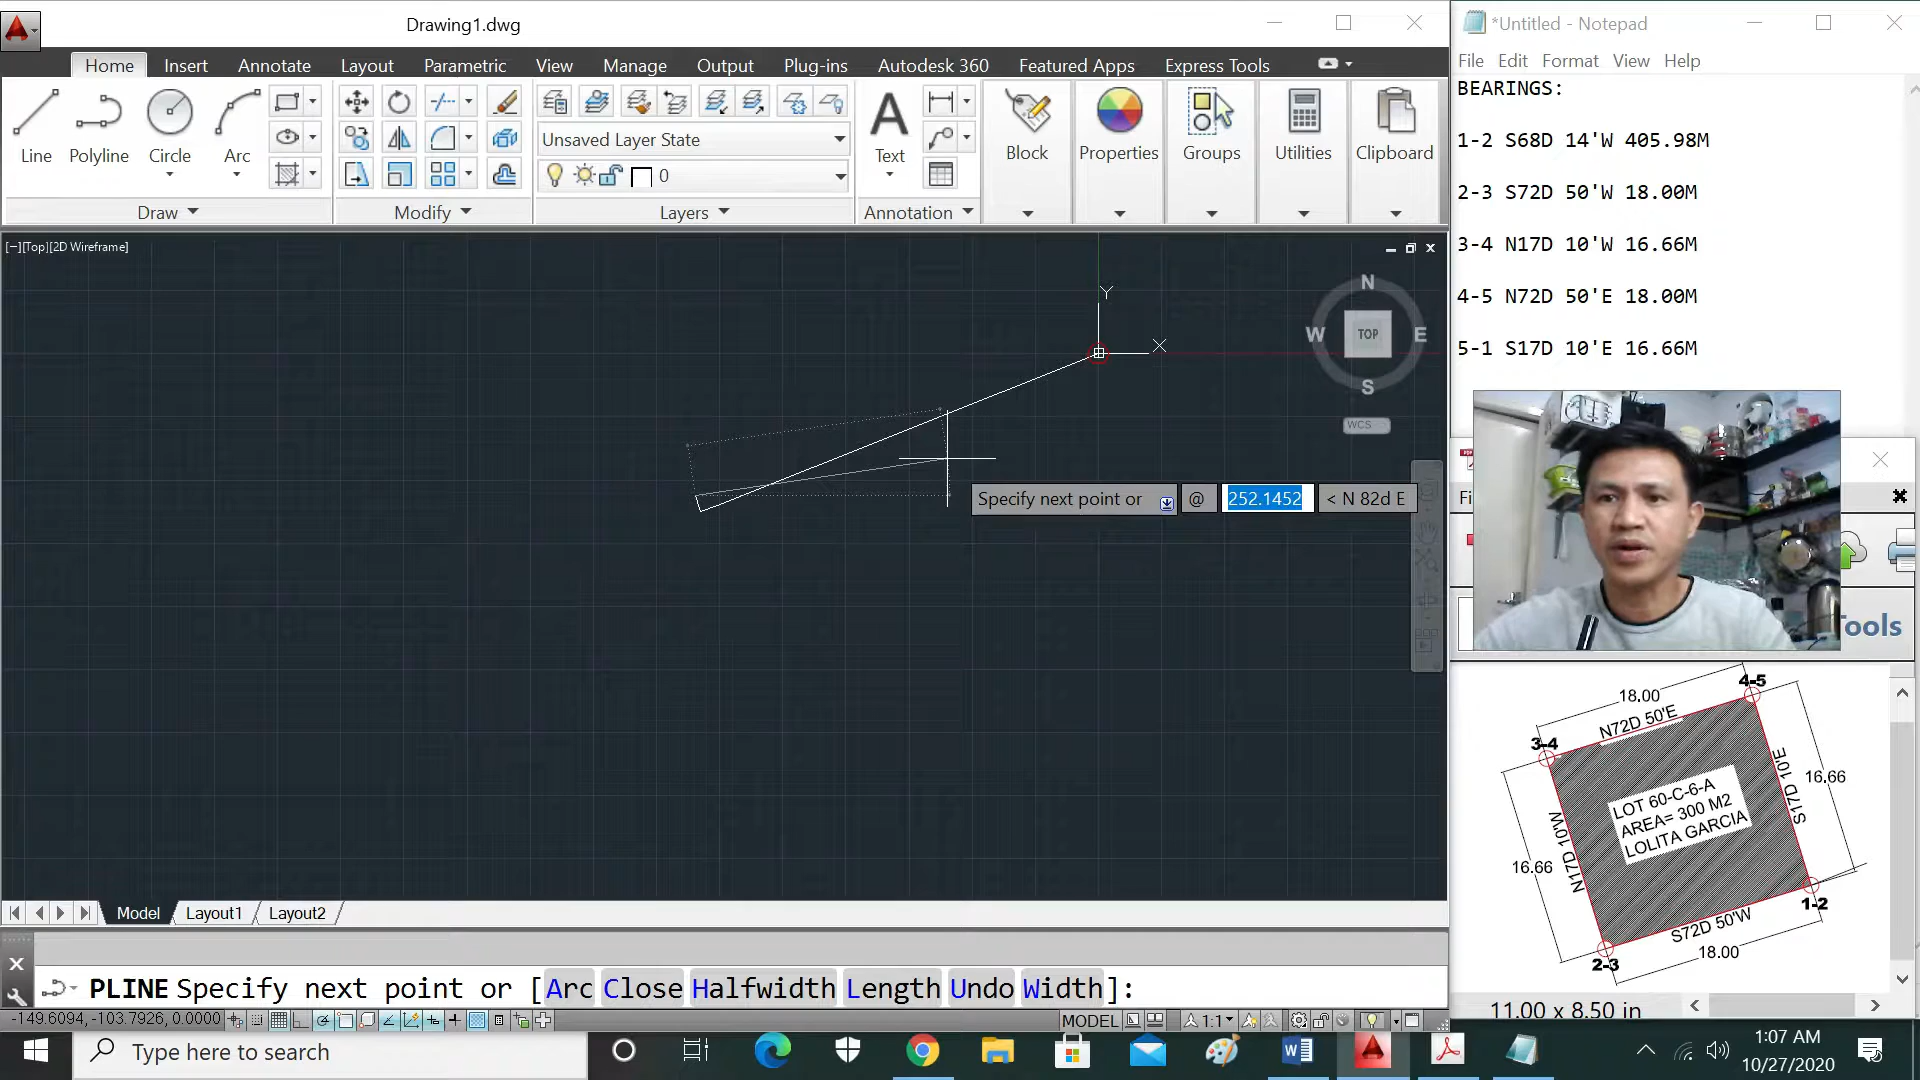 Drawing1.dwg
Home Insert Annotate Layout Parametric View Manage Output Plug-ins Autodesk 360 Featured Apps Express Tools
Line Polyline Circle Arc
Unsaved Layer State
0
Text
Block Properties Groups Utilities Clipboard
Draw Modify Layers Annotation
[−][Top][2D Wireframe]
Y
X
N
W TOP E
S
WCS
Specify next point or @ 252.1452 < N 82d E
Model Layout1 Layout2
PLINE Specify next point or [Arc Close Halfwidth Length Undo Width]:
-149.6094, -103.7926, 0.0000
MODEL 1:1
*Untitled - Notepad
File Edit Format View Help
BEARINGS:
1-2 S68D 14'W 405.98M
2-3 S72D 50'W 18.00M
3-4 N17D 10'W 16.66M
4-5 N72D 50'E 18.00M
5-1 S17D 10'E 16.66M
Fi
Tools
4-5
18.00
N72D 50'E
3-4
S17D 10'E
16.66
LOT 60-C-6-A
AREA= 300 M2
LOLITA GARCIA
N17D 10'W
16.66
1-2
S72D 50'W
18.00
2-3
11.00 x 8.50 in
Type here to search
1:07 AM
10/27/2020